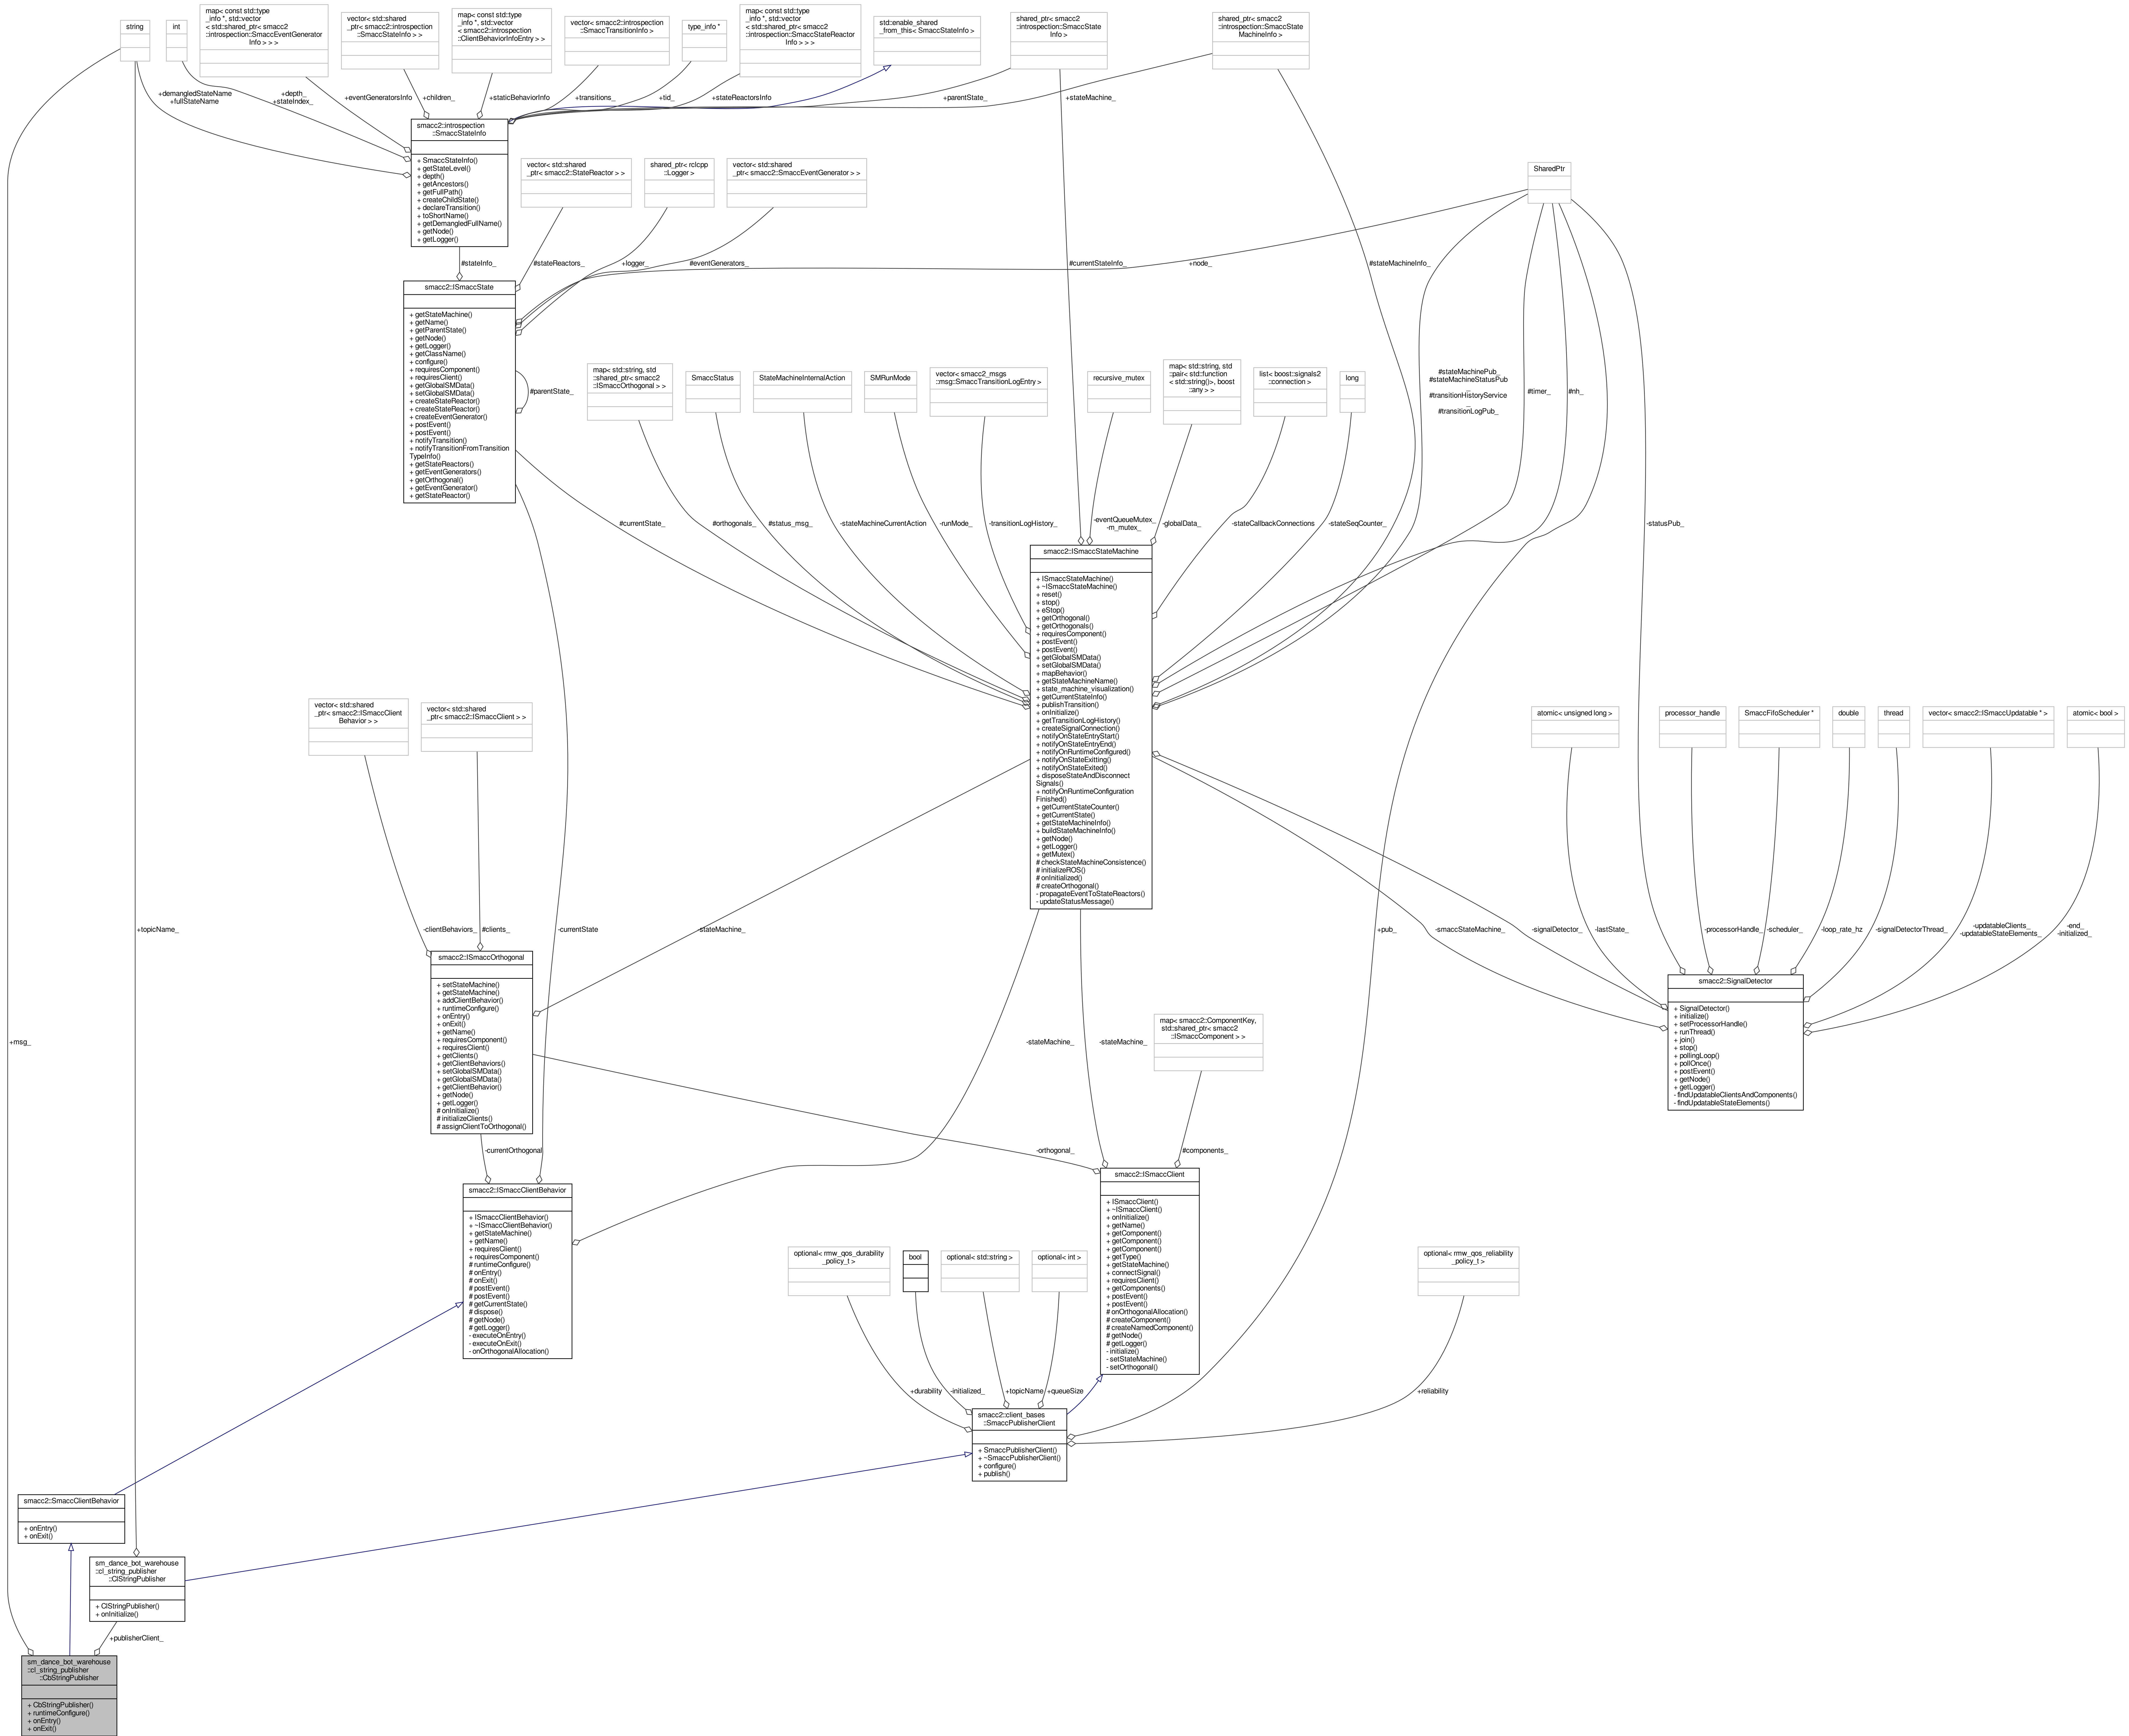 string
int
map< const std::type
_info *, std::vector
< std::shared_ptr< smacc2
::introspection::SmaccEventGenerator
Info > > >
vector< std::shared
_ptr< smacc2::introspection
::SmaccStateInfo > >
map< const std::type
_info *, std::vector
< smacc2::introspection
::ClientBehaviorInfoEntry > >
vector< smacc2::introspection
::SmaccTransitionInfo >
type_info *
map< const std::type
_info *, std::vector
< std::shared_ptr< smacc2
::introspection::SmaccStateReactor
Info > > >
std::enable_shared
_from_this< SmaccStateInfo >
shared_ptr< smacc2
::introspection::SmaccState
Info >
shared_ptr< smacc2
::introspection::SmaccState
MachineInfo >
+demangledStateName
+fullStateName
+depth_
+stateIndex_
+eventGeneratorsInfo
+children_
+staticBehaviorInfo
+transitions_
+tid_
+stateReactorsInfo
+parentState_
+stateMachine_
smacc2::introspection
::SmaccStateInfo
+ SmaccStateInfo()
+ getStateLevel()
+ depth()
+ getAncestors()
+ getFullPath()
+ createChildState()
+ declareTransition()
+ toShortName()
+ getDemangledFullName()
+ getNode()
+ getLogger()
vector< std::shared
_ptr< smacc2::StateReactor > >
shared_ptr< rclcpp
::Logger >
vector< std::shared
_ptr< smacc2::SmaccEventGenerator > >
SharedPtr
#stateInfo_
#stateReactors_
+logger_
#eventGenerators_
#currentStateInfo_
+node_
#stateMachineInfo_
smacc2::ISmaccState
+ getStateMachine()
+ getName()
+ getParentState()
+ getNode()
+ getLogger()
+ getClassName()
+ configure()
+ requiresComponent()
+ requiresClient()
+ getGlobalSMData()
+ setGlobalSMData()
+ createStateReactor()
+ createStateReactor()
+ createEventGenerator()
+ postEvent()
+ postEvent()
+ notifyTransition()
+ notifyTransitionFromTransition
TypeInfo()
+ getStateReactors()
+ getEventGenerators()
+ getOrthogonal()
+ getEventGenerator()
+ getStateReactor()
#parentState_
map< std::string, std
::shared_ptr< smacc2
::ISmaccOrthogonal > >
SmaccStatus
StateMachineInternalAction
SMRunMode
vector< smacc2_msgs
::msg::SmaccTransitionLogEntry >
recursive_mutex
map< std::string, std
::pair< std::function
< std::string()>, boost
::any > >
list< boost::signals2
::connection >
long
#stateMachinePub_
#stateMachineStatusPub
_
#transitionHistoryService
_
#transitionLogPub_
#timer_
#nh_
#currentState_
#orthogonals_
#status_msg_
-stateMachineCurrentAction
-runMode_
-transitionLogHistory_
-eventQueueMutex_
-m_mutex_
-globalData_
-stateCallbackConnections
-stateSeqCounter_
-statusPub_
smacc2::ISmaccStateMachine
+ ISmaccStateMachine()
+ ~ISmaccStateMachine()
+ reset()
+ stop()
+ eStop()
+ getOrthogonal()
+ getOrthogonals()
+ requiresComponent()
+ postEvent()
+ postEvent()
+ getGlobalSMData()
+ setGlobalSMData()
+ mapBehavior()
+ getStateMachineName()
+ state_machine_visualization()
+ getCurrentStateInfo()
+ publishTransition()
+ onInitialize()
+ getTransitionLogHistory()
+ createSignalConnection()
+ notifyOnStateEntryStart()
+ notifyOnStateEntryEnd()
+ notifyOnRuntimeConfigured()
+ notifyOnStateExitting()
+ notifyOnStateExited()
+ disposeStateAndDisconnect
Signals()
+ notifyOnRuntimeConfiguration
Finished()
+ getCurrentStateCounter()
+ getCurrentState()
+ getStateMachineInfo()
+ buildStateMachineInfo()
+ getNode()
+ getLogger()
+ getMutex()
# checkStateMachineConsistence()
# initializeROS()
# onInitialized()
# createOrthogonal()
- propagateEventToStateReactors()
- updateStatusMessage()
vector< std::shared
_ptr< smacc2::ISmaccClient
Behavior > >
vector< std::shared
_ptr< smacc2::ISmaccClient > >
atomic< unsigned long >
processor_handle
SmaccFifoScheduler *
double
thread
vector< smacc2::ISmaccUpdatable * >
atomic< bool >
+topicName_
-clientBehaviors_
#clients_
-currentState
-stateMachine_
+pub_
-smaccStateMachine_
-signalDetector_
-lastState_
-processorHandle_
-scheduler_
-loop_rate_hz
-signalDetectorThread_
-updatableClients_
-updatableStateElements_
-end_
-initialized_
smacc2::ISmaccOrthogonal
+ setStateMachine()
+ getStateMachine()
+ addClientBehavior()
+ runtimeConfigure()
+ onEntry()
+ onExit()
+ getName()
+ requiresComponent()
+ requiresClient()
+ getClients()
+ getClientBehaviors()
+ setGlobalSMData()
+ getGlobalSMData()
+ getClientBehavior()
+ getNode()
+ getLogger()
# onInitialize()
# initializeClients()
# assignClientToOrthogonal()
smacc2::SignalDetector
+ SignalDetector()
+ initialize()
+ setProcessorHandle()
+ runThread()
+ join()
+ stop()
+ pollingLoop()
+ pollOnce()
+ postEvent()
+ getNode()
+ getLogger()
- findUpdatableClientsAndComponents()
- findUpdatableStateElements()
+msg_
-stateMachine_
-stateMachine_
map< smacc2::ComponentKey,
std::shared_ptr< smacc2
::ISmaccComponent > >
-currentOrthogonal
-orthogonal_
#components_
smacc2::ISmaccClientBehavior
+ ISmaccClientBehavior()
+ ~ISmaccClientBehavior()
+ getStateMachine()
+ getName()
+ requiresClient()
+ requiresComponent()
# runtimeConfigure()
# onEntry()
# onExit()
# postEvent()
# postEvent()
# getCurrentState()
# dispose()
# getNode()
# getLogger()
- executeOnEntry()
- executeOnExit()
- onOrthogonalAllocation()
smacc2::ISmaccClient
+ ISmaccClient()
+ ~ISmaccClient()
+ onInitialize()
+ getName()
+ getComponent()
+ getComponent()
+ getComponent()
+ getType()
+ getStateMachine()
+ connectSignal()
+ requiresClient()
+ getComponents()
+ postEvent()
+ postEvent()
# onOrthogonalAllocation()
# createComponent()
# createNamedComponent()
# getNode()
# getLogger()
- initialize()
- setStateMachine()
- setOrthogonal()
optional< rmw_qos_durability
_policy_t >
bool
optional< std::string >
optional< int >
optional< rmw_qos_reliability
_policy_t >
+durability
-initialized_
+topicName
+queueSize
+reliability
smacc2::client_bases
::SmaccPublisherClient
+ SmaccPublisherClient()
+ ~SmaccPublisherClient()
+ configure()
+ publish()
smacc2::SmaccClientBehavior
+ onEntry()
+ onExit()
sm_dance_bot_warehouse
::cl_string_publisher
::ClStringPublisher
+ ClStringPublisher()
+ onInitialize()
+publisherClient_
sm_dance_bot_warehouse
::cl_string_publisher
::CbStringPublisher
+ CbStringPublisher()
+ runtimeConfigure()
+ onEntry()
+ onExit()